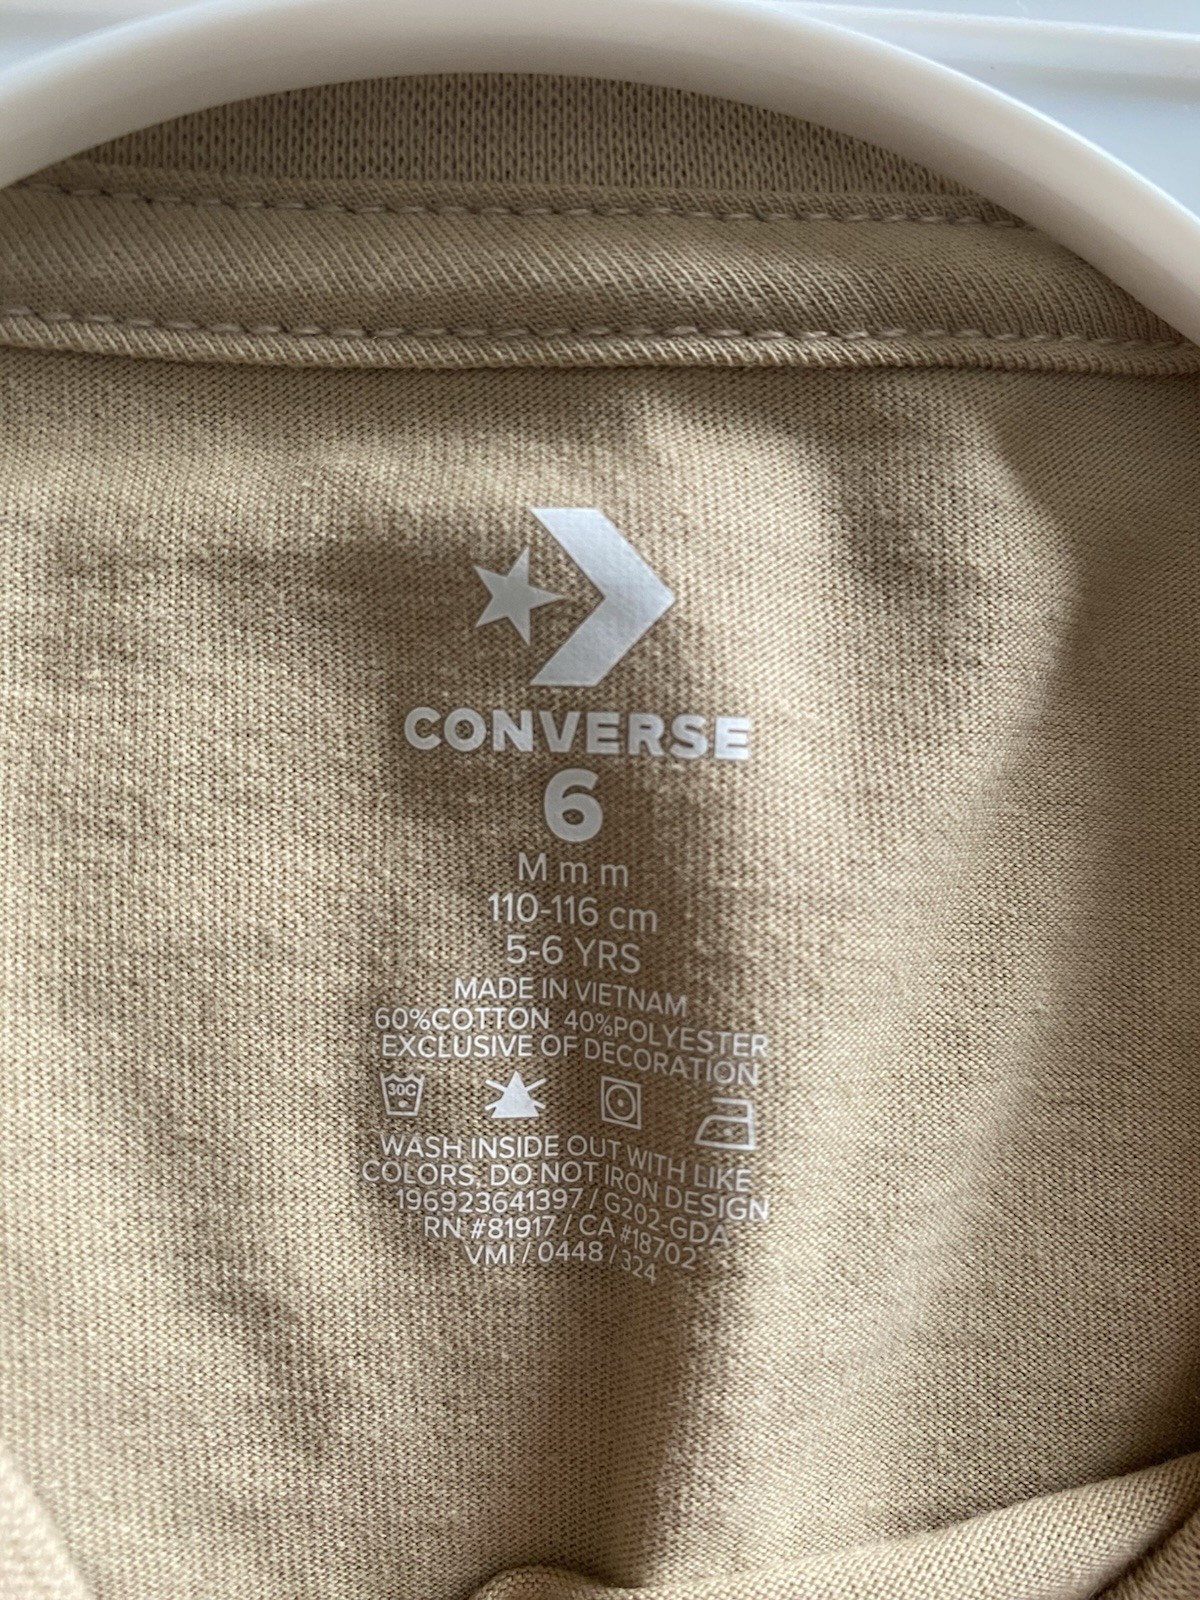 CONVERSE
6
M m m
110-116 cm
5-6 YRS
MADE IN VIETNAM
60%COTTON 40%POLYESTER
EXCLUSIVE OF DECORATION
30C
WASH INSIDE OUT WITH LIKE
COLORS, DO NOT IRON DESIGN
196923641397 / G202-GDA
RN #81917 / CA #18702
VMI / 0448 / 324